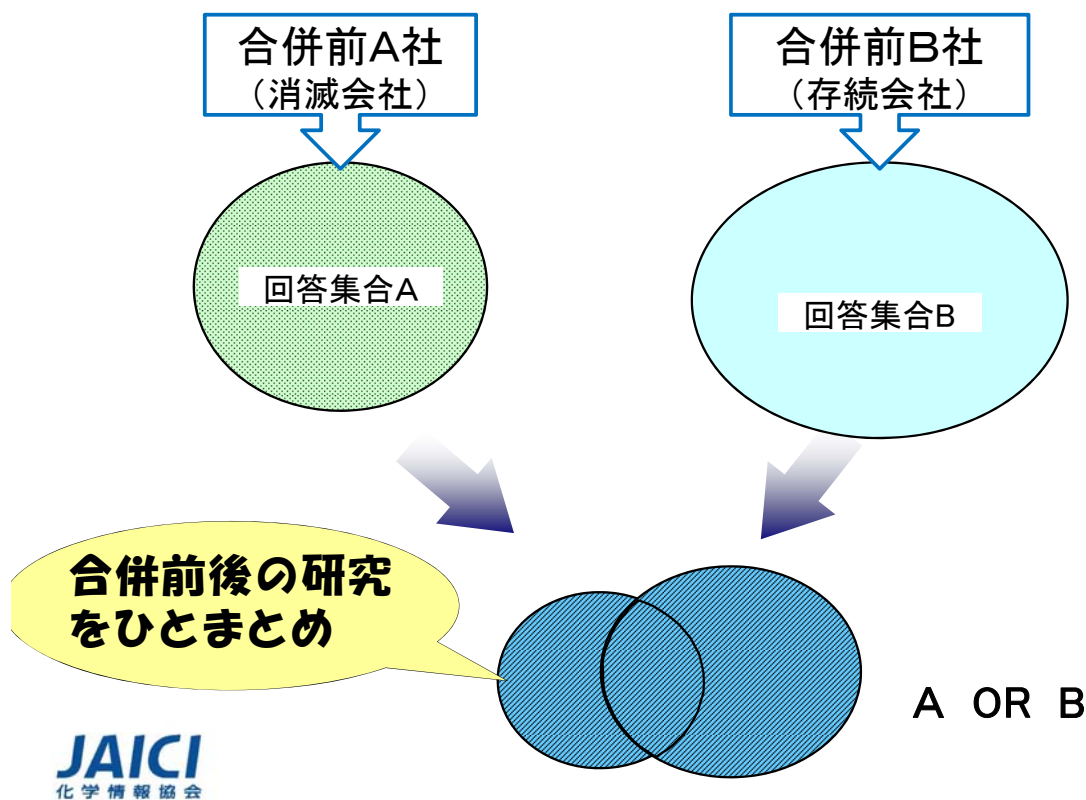 合併前A社
（消滅会社）
合併前B社
（存続会社）
回答集合A
回答集合B
合併前後の研究
をひとまとめ
A OR B
JAICI
化学情報協会